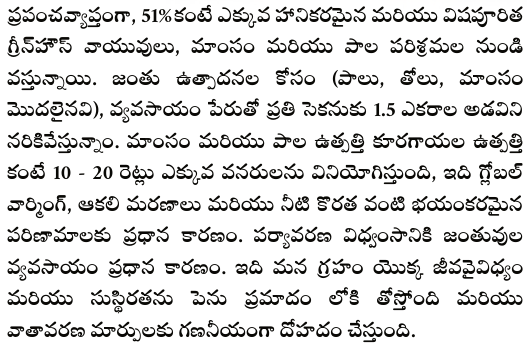 ప్రపంచవ్యాప్తంగా, 51%కంటే ఎక్కువ హానికరమైన మరియు విషపూరిత
గ్రీన్‌హౌస్ వాయువులు, మాంసం మరియు పాల పరిశ్రమల నుండి
వస్తున్నాయి. జంతు ఉత్పాదనల కోసం (పాలు, తోలు, మాంసం
మొదలైనవి), వ్యవసాయం పేరుతో ప్రతి సెకనుకు 1.5 ఎకరాల అడవిని
నరికివేస్తున్నాం. మాంసం మరియు పాల ఉత్పత్తి కూరగాయల ఉత్పత్తి
కంటే 10 - 20 రెట్లు ఎక్కువ వనరులను వినియోగిస్తుంది, ఇది గ్లోబల్
వార్మింగ్, ఆకలి మరణాలు మరియు నీటి కొరత వంటి భయంకరమైన
పరిణామాలకు ప్రధాన కారణం. పర్యావరణ విధ్వంసానికి జంతువుల
వ్యవసాయం ప్రధాన కారణం. ఇది మన గ్రహం యొక్క జీవవైవిధ్యం
మరియు సుస్థిరతను పెను ప్రమాదం లోకి తోస్తోంది మరియు
వాతావరణ మార్పులకు గణనీయంగా దోహదం చేస్తుంది.